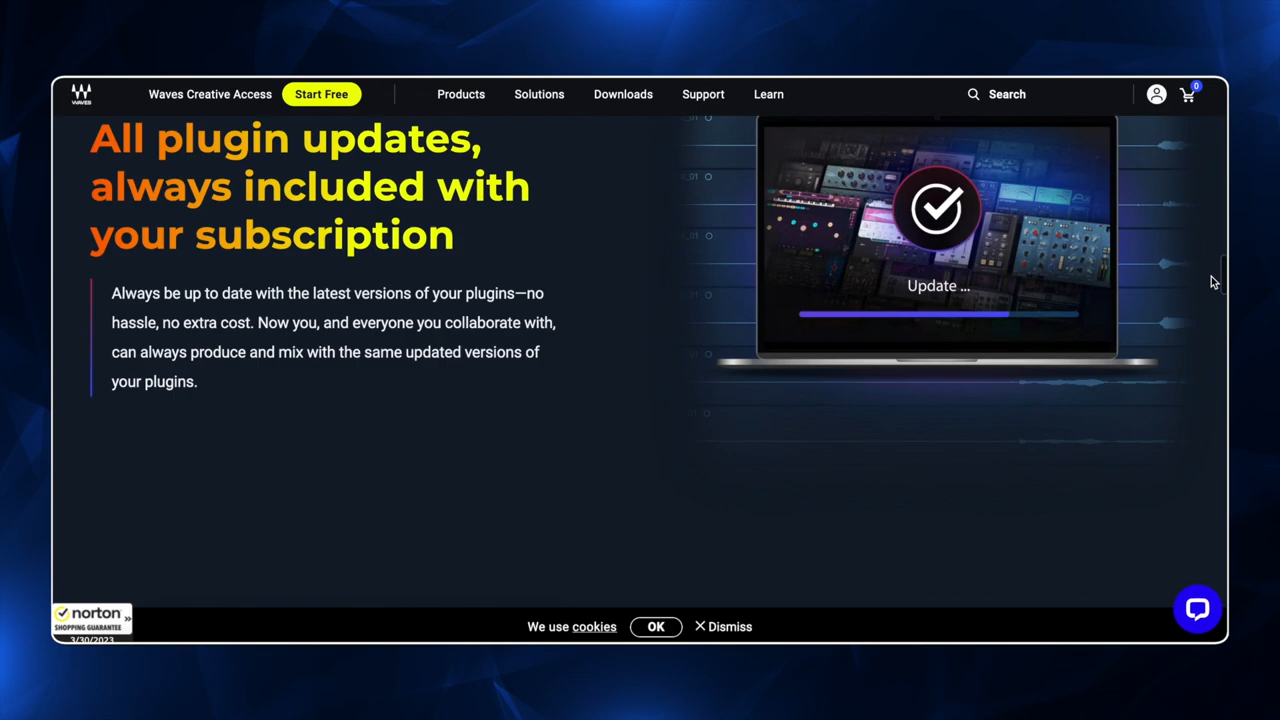 WAVES
Waves Creative Access
Start Free
Products
Solutions
Downloads
Support
Learn
Search
0
All plugin updates,
always included with
your subscription
Always be up to date with the latest versions of your plugins—no
hassle, no extra cost. Now you, and everyone you collaborate with,
can always produce and mix with the same updated versions of
your plugins.
Update ...
norton
SHOPPING GUARANTEE
3/30/2023
We use cookies
OK
Dismiss